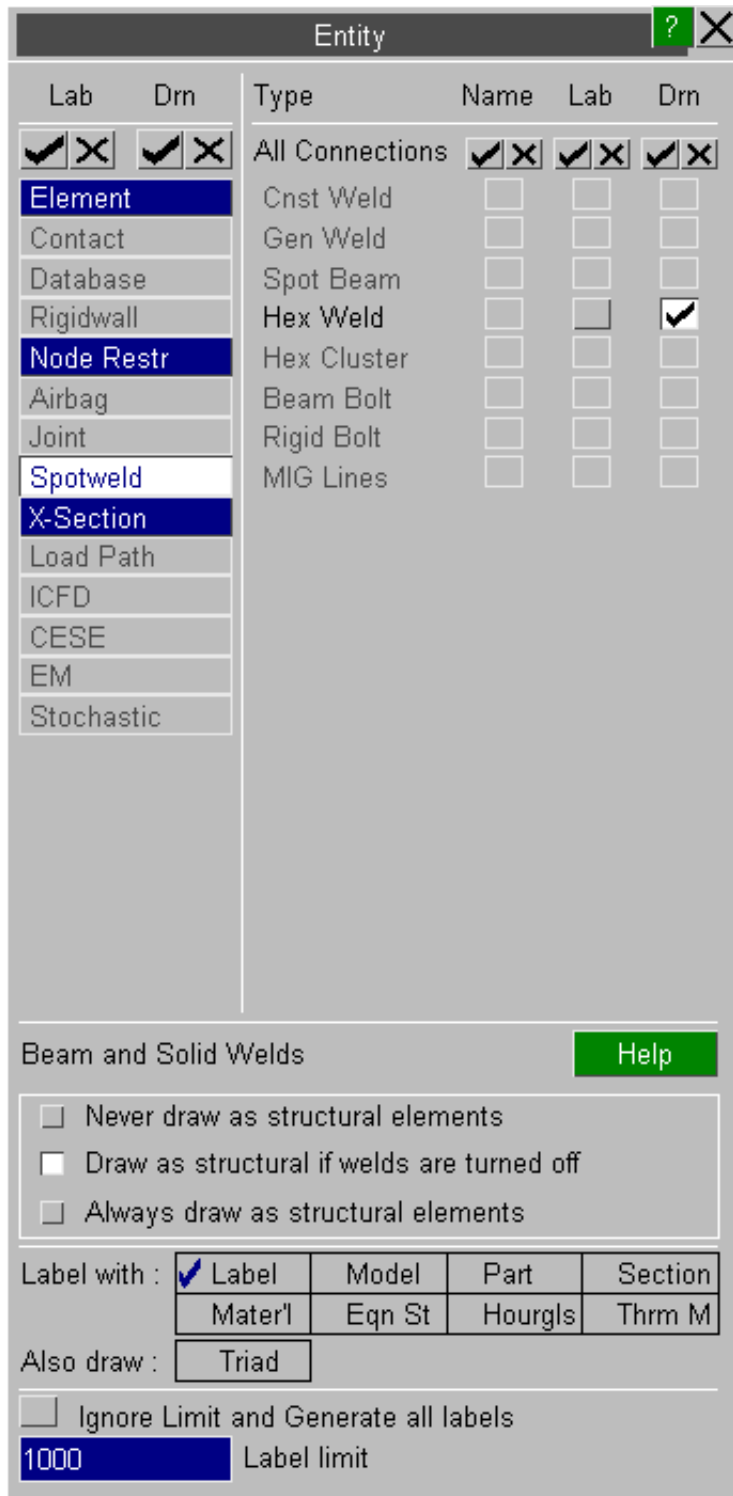 Entity ?
Lab Drn
Type Name Lab Drn
All Connections
Element
Contact
Database
Rigidwall
Node Restr
Airbag
Joint
Spotweld
X-Section
Load Path
ICFD
CESE
EM
Stochastic
Cnst Weld
Gen Weld
Spot Beam
Hex Weld
Hex Cluster
Beam Bolt
Rigid Bolt
MIG Lines
Beam and Solid Welds Help
Never draw as structural elements
Draw as structural if welds are turned off
Always draw as structural elements
Label with : Label Model Part Section
Mater'l Eqn St Hourgls Thrm M
Also draw : Triad
Ignore Limit and Generate all labels
1000 Label limit